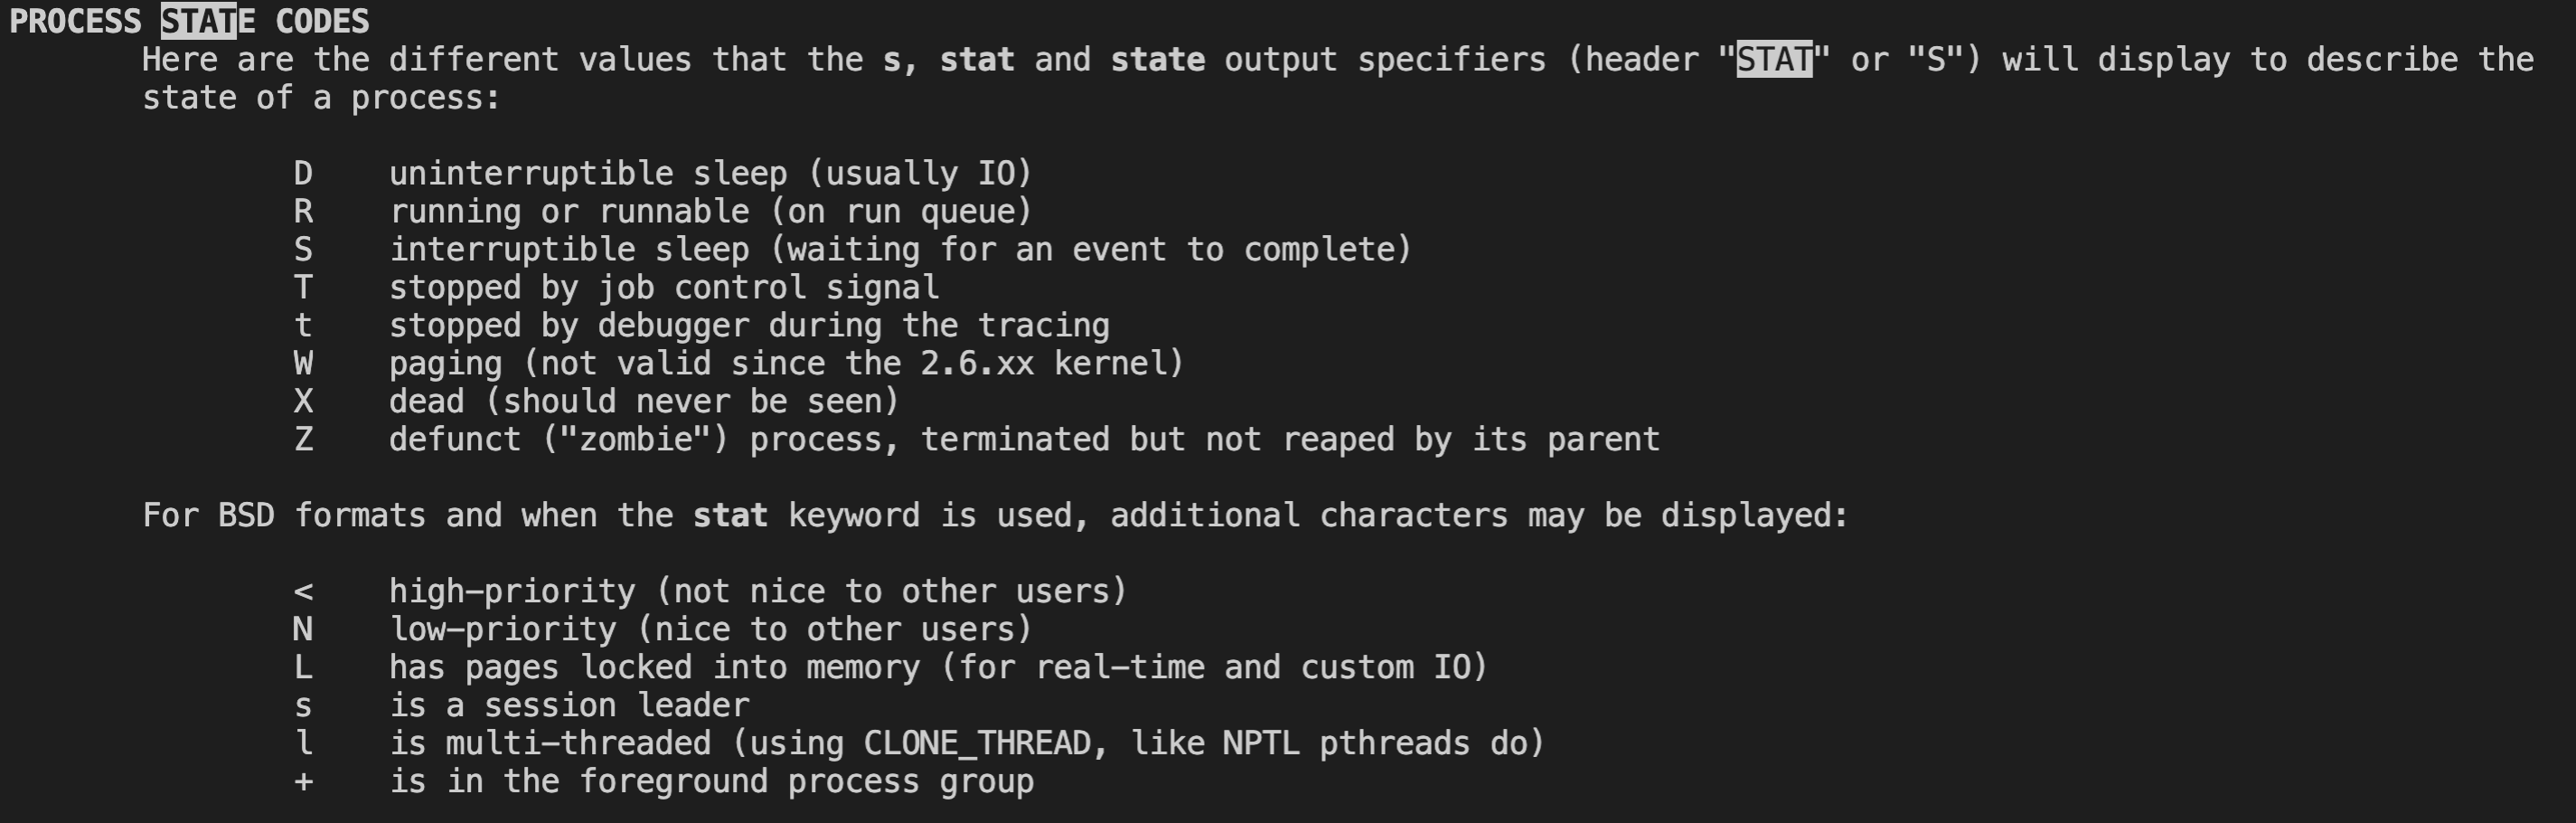 PROCESS STATE CODES
Here are the different values that the s, stat and state output specifiers (header "STAT" or "S") will display to describe the
state of a process:
D    uninterruptible sleep (usually IO)
R    running or runnable (on run queue)
S    interruptible sleep (waiting for an event to complete)
T    stopped by job control signal
t    stopped by debugger during the tracing
W    paging (not valid since the 2.6.xx kernel)
X    dead (should never be seen)
Z    defunct ("zombie") process, terminated but not reaped by its parent
For BSD formats and when the stat keyword is used, additional characters may be displayed:
<    high-priority (not nice to other users)
N    low-priority (nice to other users)
L    has pages locked into memory (for real-time and custom IO)
s    is a session leader
l    is multi-threaded (using CLONE_THREAD, like NPTL pthreads do)
+    is in the foreground process group